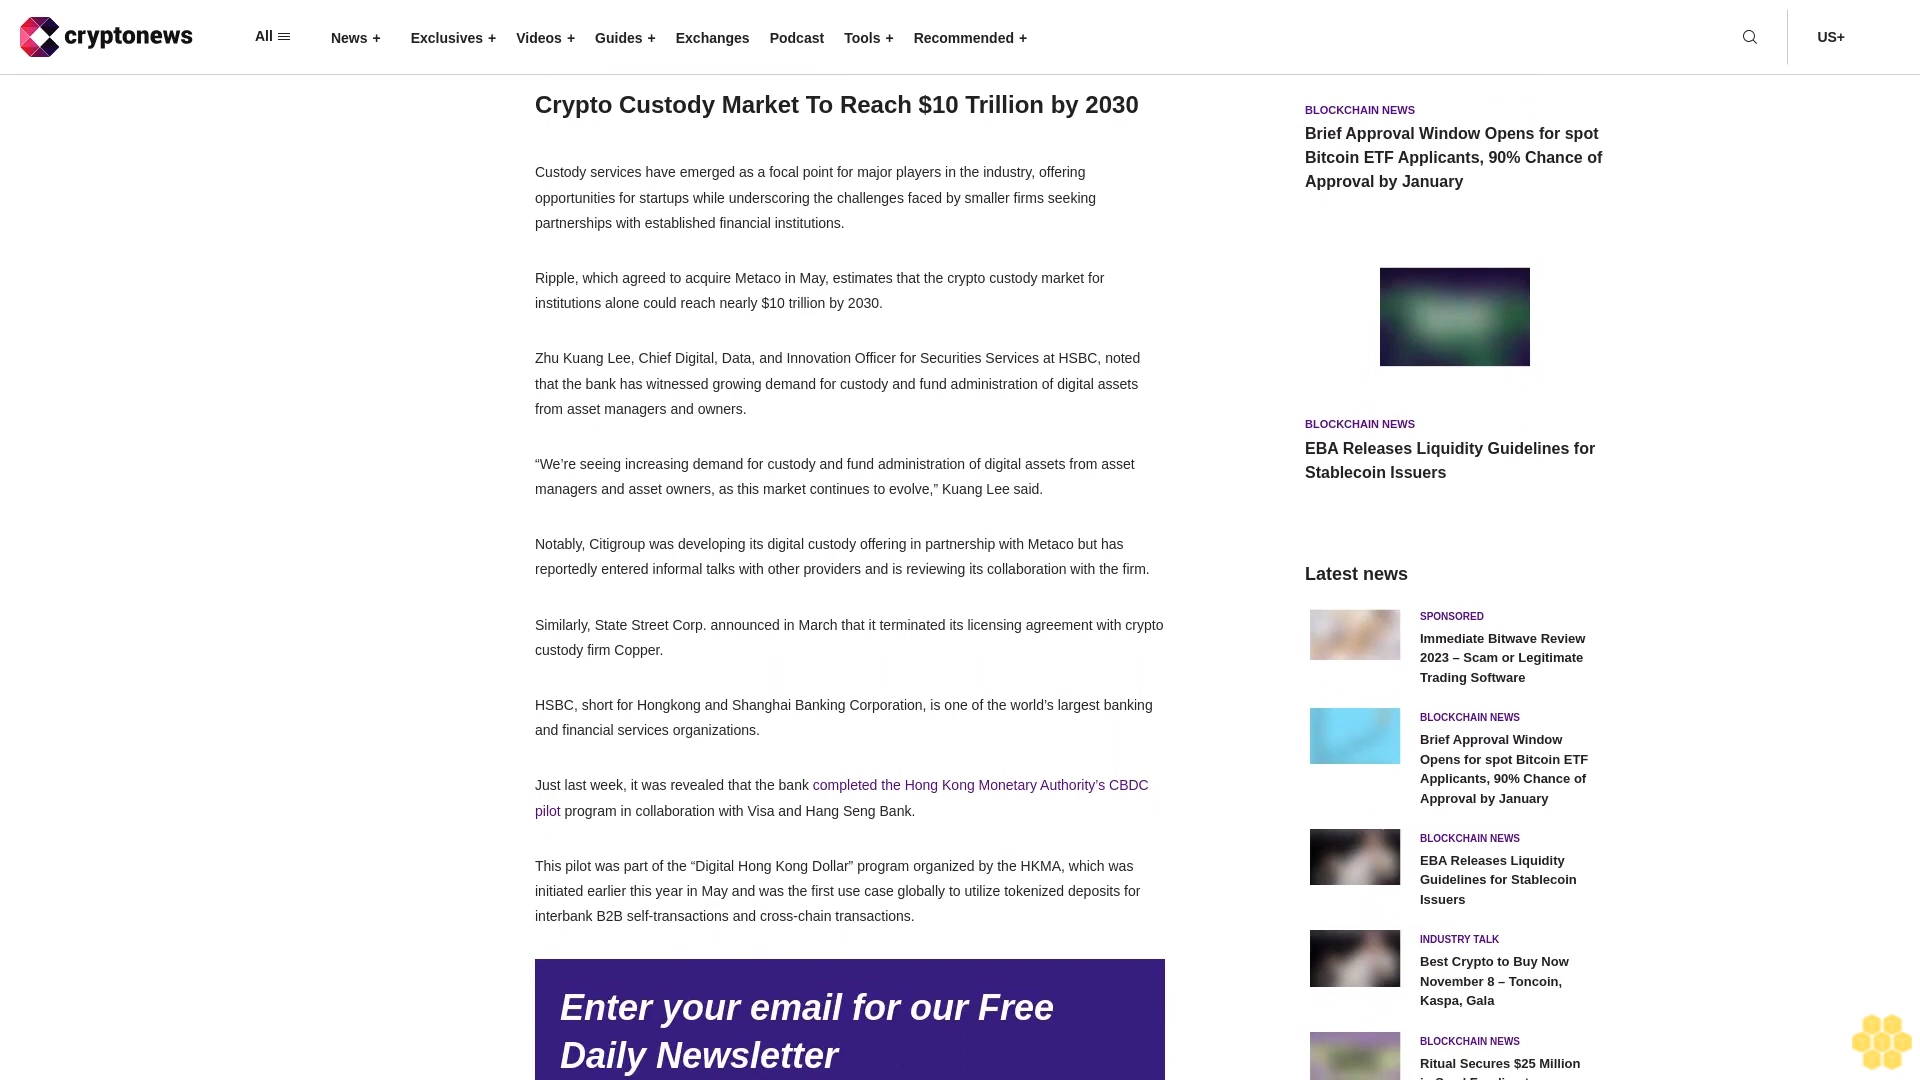 cryptonews
All
News +
Exclusives +
Videos +
Guides +
Exchanges
Podcast
Tools +
Recommended +
US+
Crypto Custody Market To Reach $10 Trillion by 2030
Custody services have emerged as a focal point for major players in the industry, offering
opportunities for startups while underscoring the challenges faced by smaller firms seeking
partnerships with established financial institutions.
Ripple, which agreed to acquire Metaco in May, estimates that the crypto custody market for
institutions alone could reach nearly $10 trillion by 2030.
Zhu Kuang Lee, Chief Digital, Data, and Innovation Officer for Securities Services at HSBC, noted
that the bank has witnessed growing demand for custody and fund administration of digital assets
from asset managers and owners.
“We’re seeing increasing demand for custody and fund administration of digital assets from asset
managers and asset owners, as this market continues to evolve,” Kuang Lee said.
Notably, Citigroup was developing its digital custody offering in partnership with Metaco but has
reportedly entered informal talks with other providers and is reviewing its collaboration with the firm.
Similarly, State Street Corp. announced in March that it terminated its licensing agreement with crypto
custody firm Copper.
HSBC, short for Hongkong and Shanghai Banking Corporation, is one of the world’s largest banking
and financial services organizations.
Just last week, it was revealed that the bank completed the Hong Kong Monetary Authority’s CBDC
pilot program in collaboration with Visa and Hang Seng Bank.
This pilot was part of the “Digital Hong Kong Dollar” program organized by the HKMA, which was
initiated earlier this year in May and was the first use case globally to utilize tokenized deposits for
interbank B2B self-transactions and cross-chain transactions.
Enter your email for our Free
Daily Newsletter
BLOCKCHAIN NEWS
Brief Approval Window Opens for spot
Bitcoin ETF Applicants, 90% Chance of
Approval by January
BLOCKCHAIN NEWS
EBA Releases Liquidity Guidelines for
Stablecoin Issuers
Latest news
SPONSORED
Immediate Bitwave Review
2023 – Scam or Legitimate
Trading Software
BLOCKCHAIN NEWS
Brief Approval Window
Opens for spot Bitcoin ETF
Applicants, 90% Chance of
Approval by January
BLOCKCHAIN NEWS
EBA Releases Liquidity
Guidelines for Stablecoin
Issuers
INDUSTRY TALK
Best Crypto to Buy Now
November 8 – Toncoin,
Kaspa, Gala
BLOCKCHAIN NEWS
Ritual Secures $25 Million